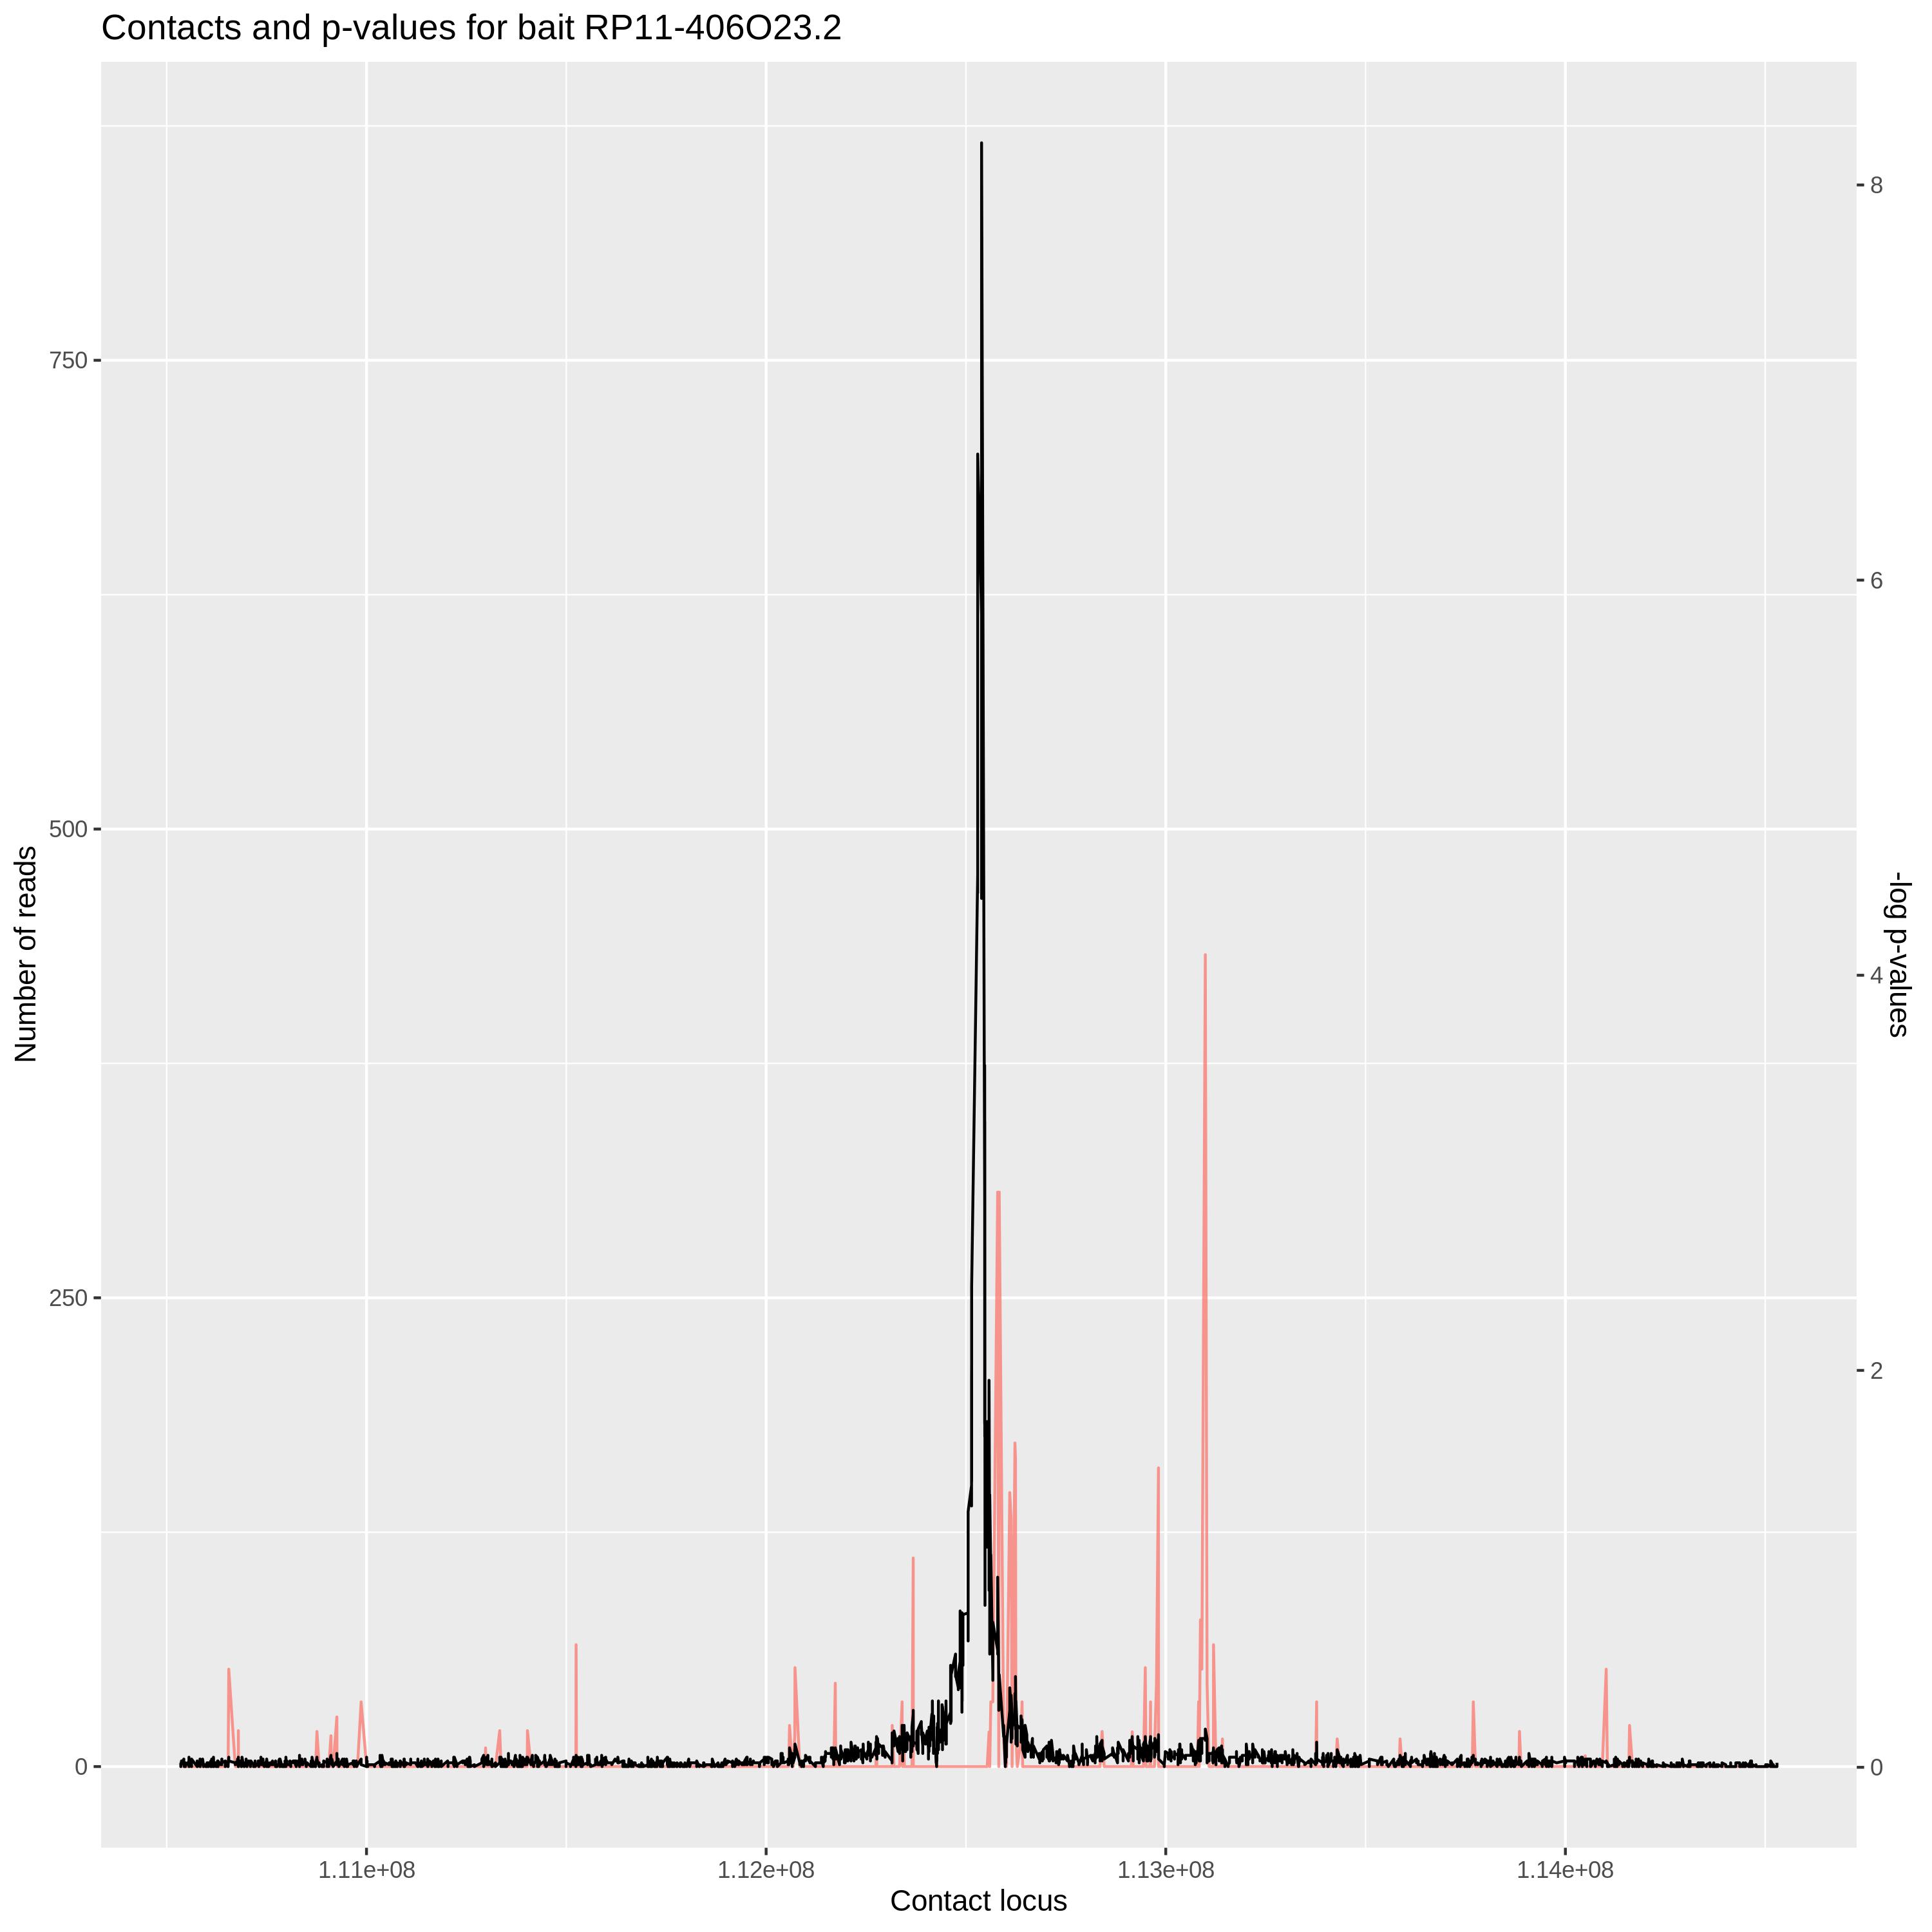 Contacts and p-values for bait RP11-406O23.2
Number of reads
750
500
250
0
8
6
4
2
0
-log p-values
1.11e+08
1.12e+08
1.13e+08
1.14e+08
Contact locus